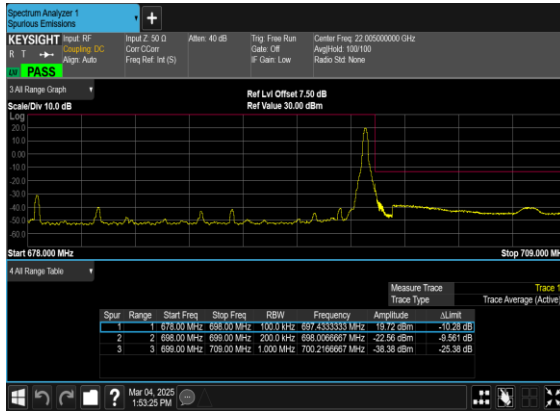 Spectrum Analyzer 1
Spurious Emissions
KEYSIGHT Input: RF Input Z: 50 Ω Atten: 40 dB Trig: Free Run Center Freq: 22.005000000 GHz
R T Coupling: DC Corr CCorr Gate: Off Avg|Hold: 100/100
Align: Auto Freq Ref: Int (S) IF Gain: Low Radio Std: None
PASS
3 All Range Graph
Ref Lvl Offset 7.50 dB
Scale/Div 10.0 dB Ref Value 30.00 dBm
Log
20.0
10.0
0.00
-10.0
-20.0
-30.0
-40.0
-50.0
-60.0
Start 678.000 MHz Stop 709.000 MH
4 All Range Table
Measure Trace Trace 1
Trace Type Trace Average (Active)
Spur Range Start Freq Stop Freq RBW Frequency Amplitude ΔLimit
1 1 678.00 MHz 698.00 MHz 100.0 kHz 697.4333333 MHz 19.72 dBm -10.28 dB
2 2 698.00 MHz 699.00 MHz 200.0 kHz 698.0066667 MHz -22.56 dBm -9.561 dB
3 3 699.00 MHz 709.00 MHz 1.000 MHz 700.2166667 MHz -38.38 dBm -25.38 dB
? Mar 04, 2025
1:53:25 PM